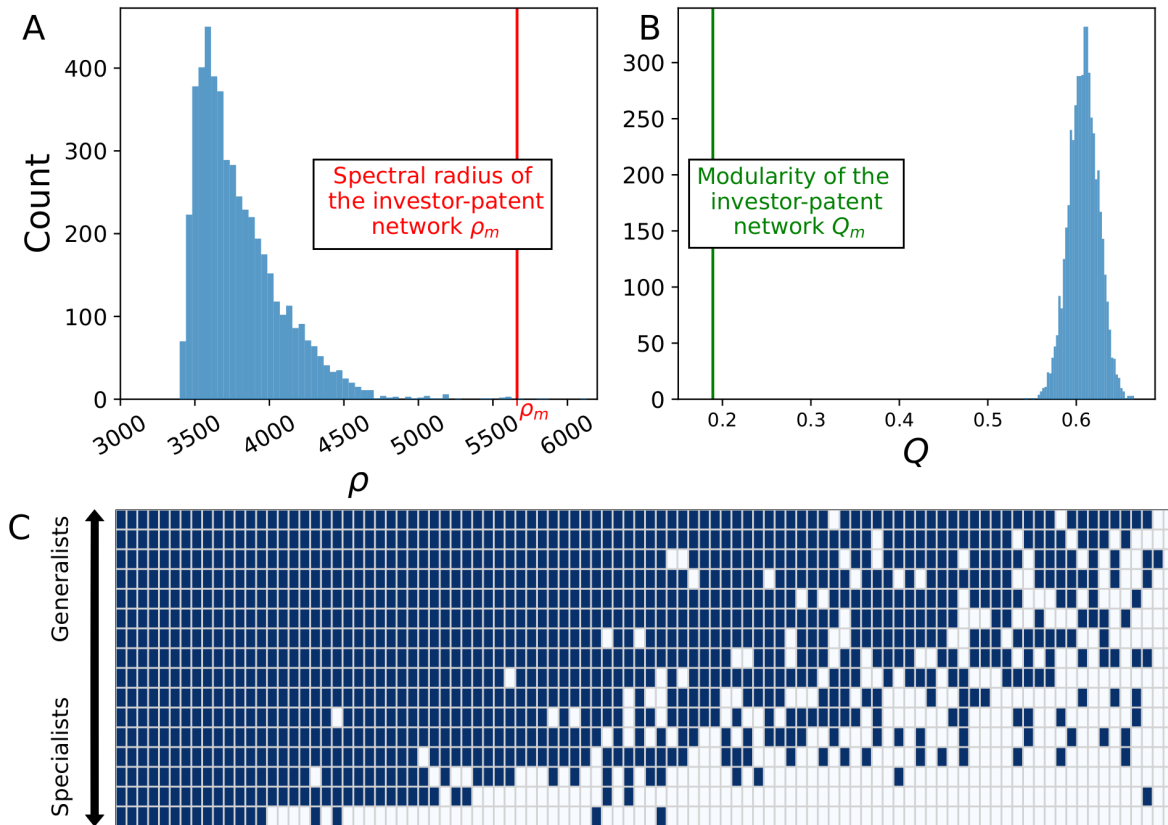 A
Count
400
300
200
100
0
Spectral radius of
the investor-patent
network ρₘ
3000
3500
4000
4500
5000
5500
6000
ρₘ
ρ
B
300
250
200
150
100
50
0
Modularity of the
investor-patent
network Qₘ
0.2
0.3
0.4
0.5
0.6
Q
C
Generalists
Specialists